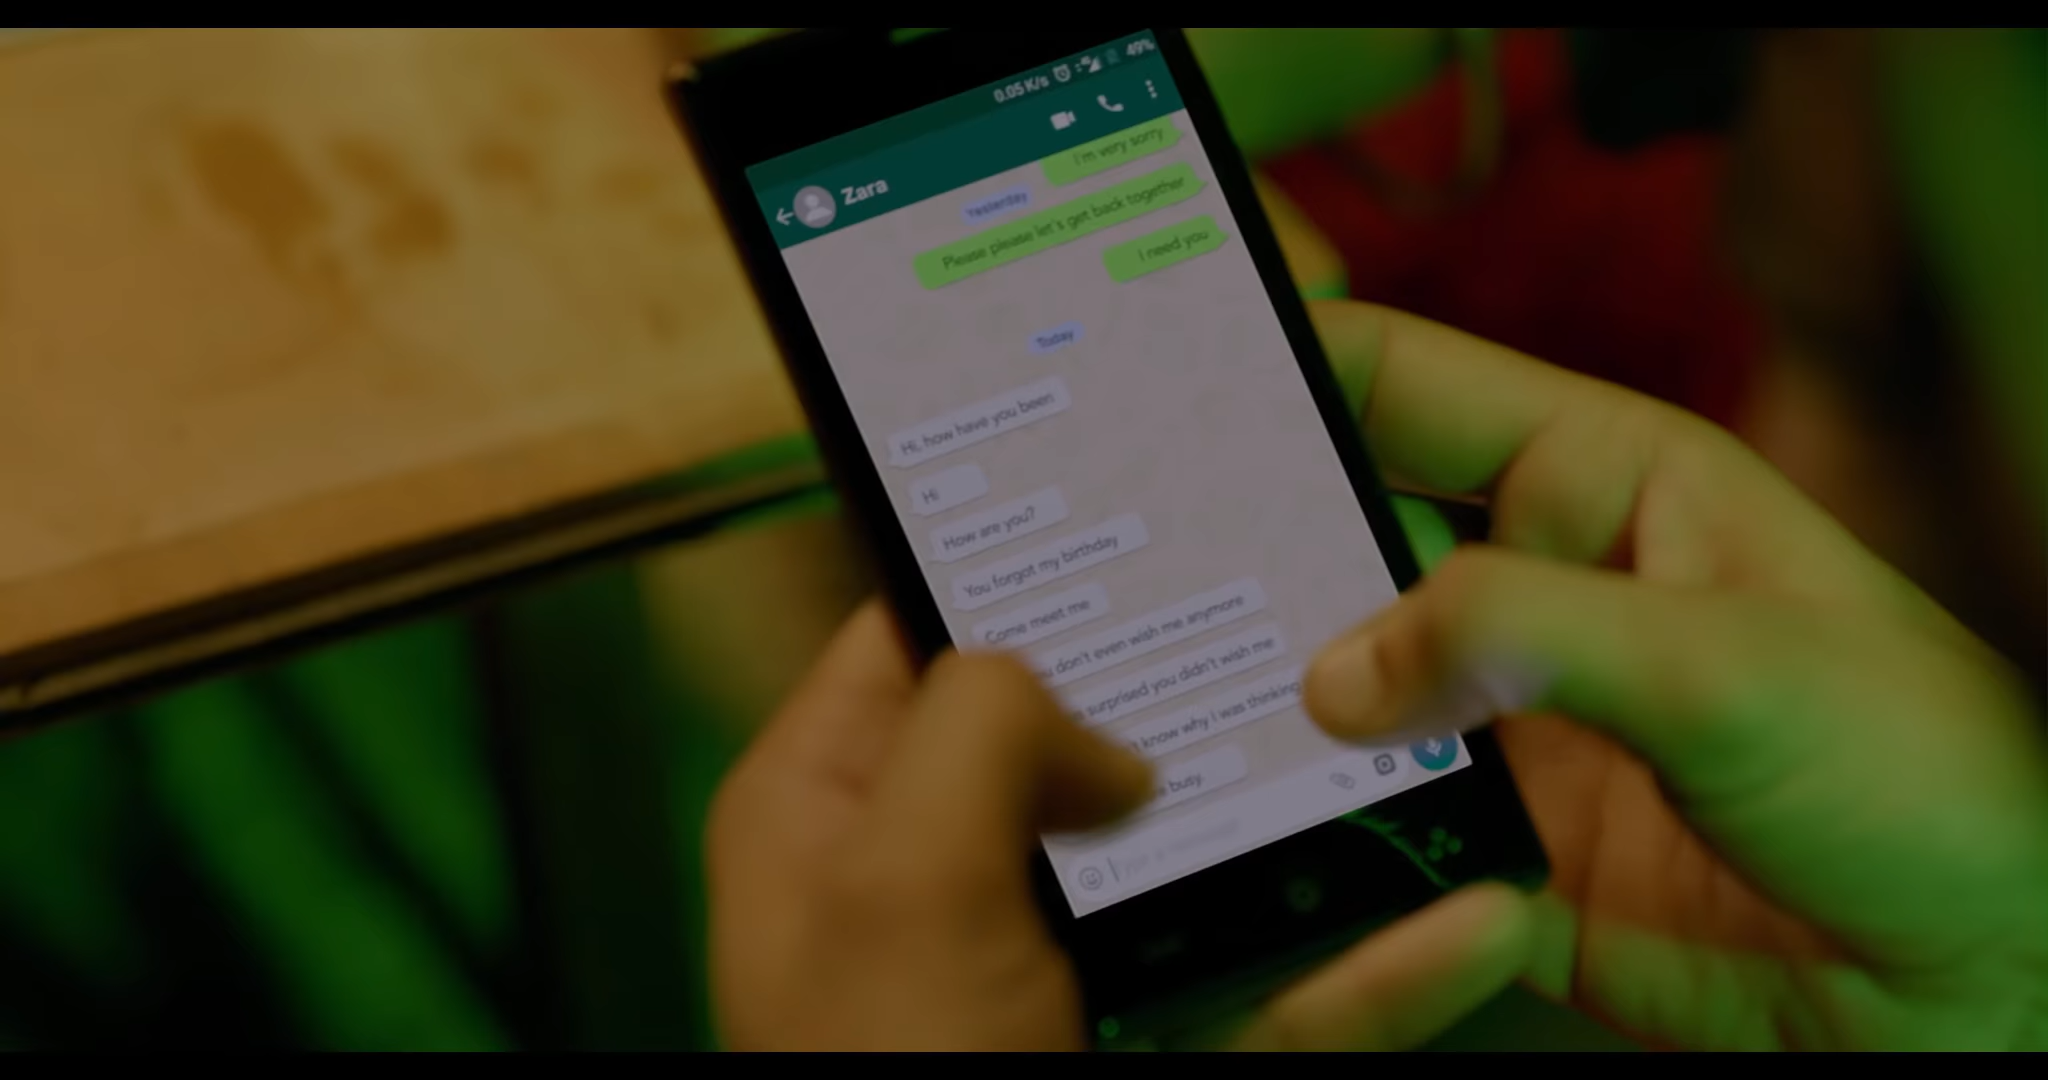 0.05 K/s 49%
Zara
I'm very sorry
Yesterday
Please please let's get back together
I need you
Today
Hi, how have you been
Hi
How are you?
You forgot my birthday
Come meet me
don't even wish me anymore
surprised you didn't wish me
know why I was thinking
busy.